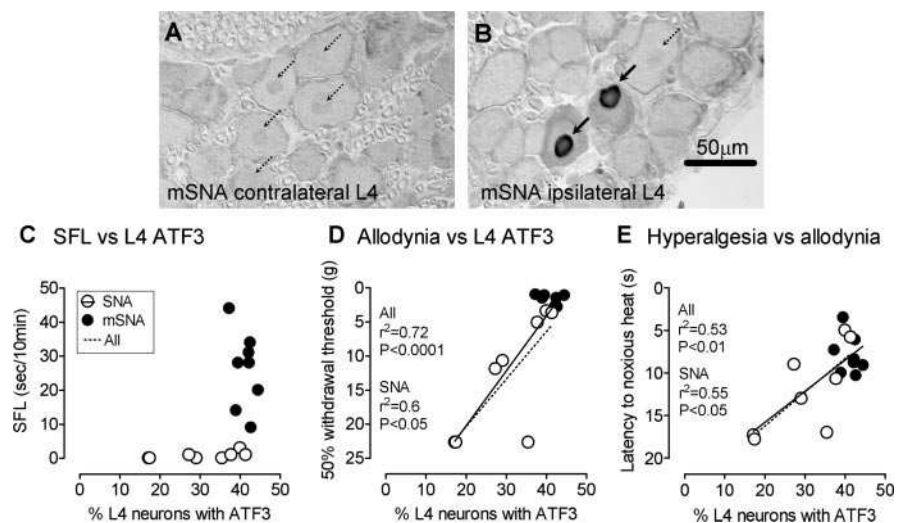 A
mSNA contralateral L4
B
mSNA ipsilateral L4
50μm
C SFL vs L4 ATF3
SFL (sec/10min)
50
40
30
20
10
0
SNA
mSNA
All
0 10 20 30 40 50
% L4 neurons with ATF3
D Allodynia vs L4 ATF3
50% withdrawal threshold (g)
0
5
10
15
20
25
All
r²=0.72
P<0.0001
SNA
r²=0.6
P<0.05
0 10 20 30 40 50
% L4 neurons with ATF3
E Hyperalgesia vs allodynia
Latency to noxious heat (s)
0
5
10
15
20
All
r²=0.53
P<0.01
SNA
r²=0.55
P<0.05
0 10 20 30 40 50
% L4 neurons with ATF3